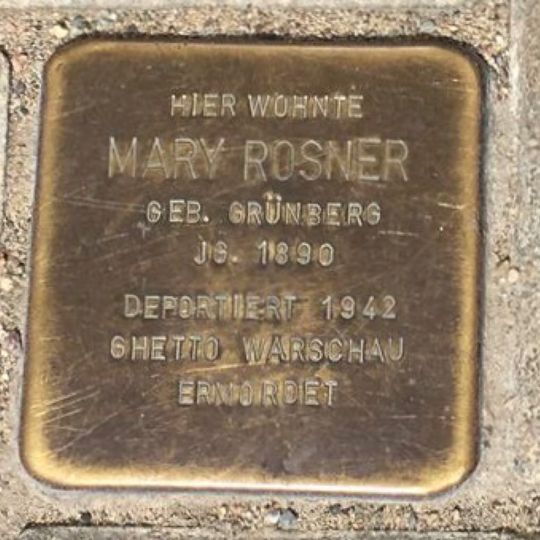 HIER WOHNTE
MARY ROSNER
GEB. GRÜNBERG
JG. 1890
DEPORTIERT 1942
GHETTO WARSCHAU
ERMORDET